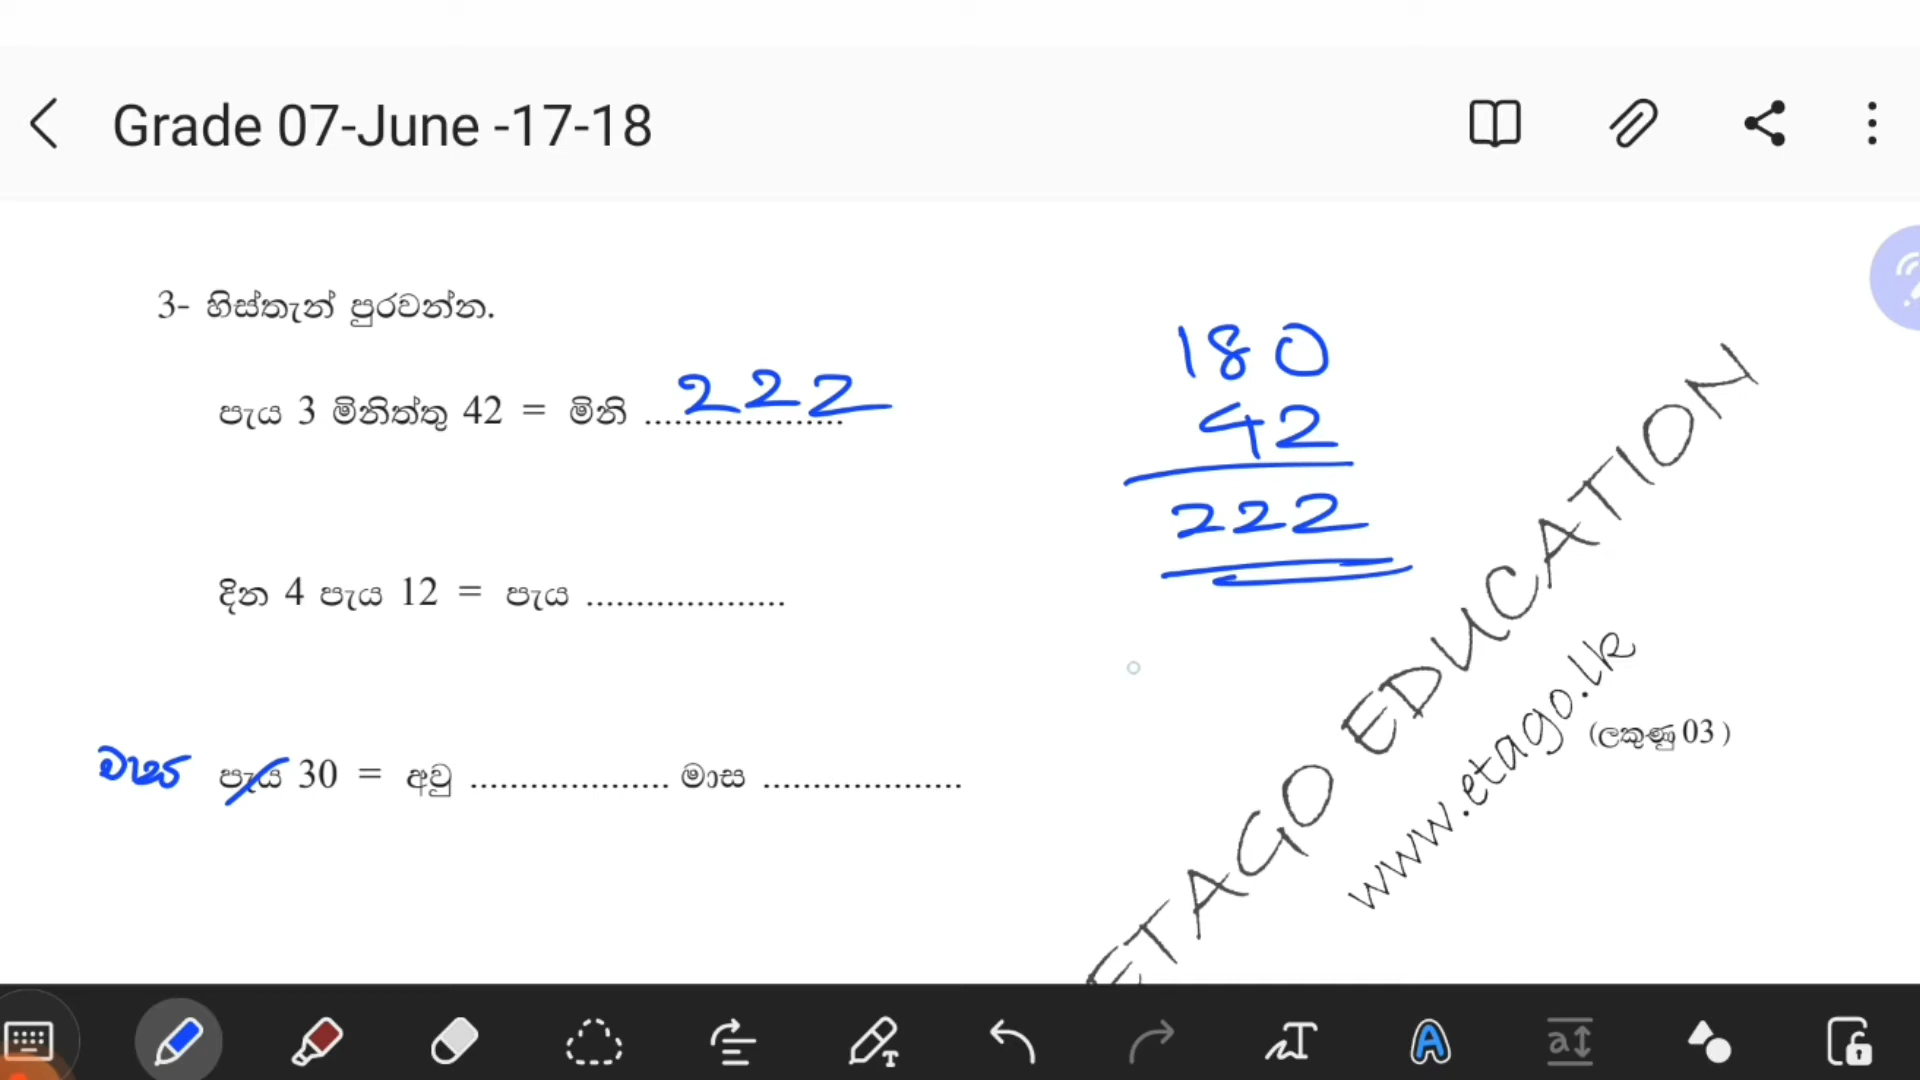 Grade 07-June -17-18
3- හිස්තැන් පුරවන්න.
පැය 3 මිනිත්තු 42 = මිනි .................... 222
180
42
222
දින 4 පැය 12 = පැය ....................
මාස පැය 30 = අවු .................... මාස ....................
(ලකුණු 03)
ETAGO EDUCATION
www.etago.lk